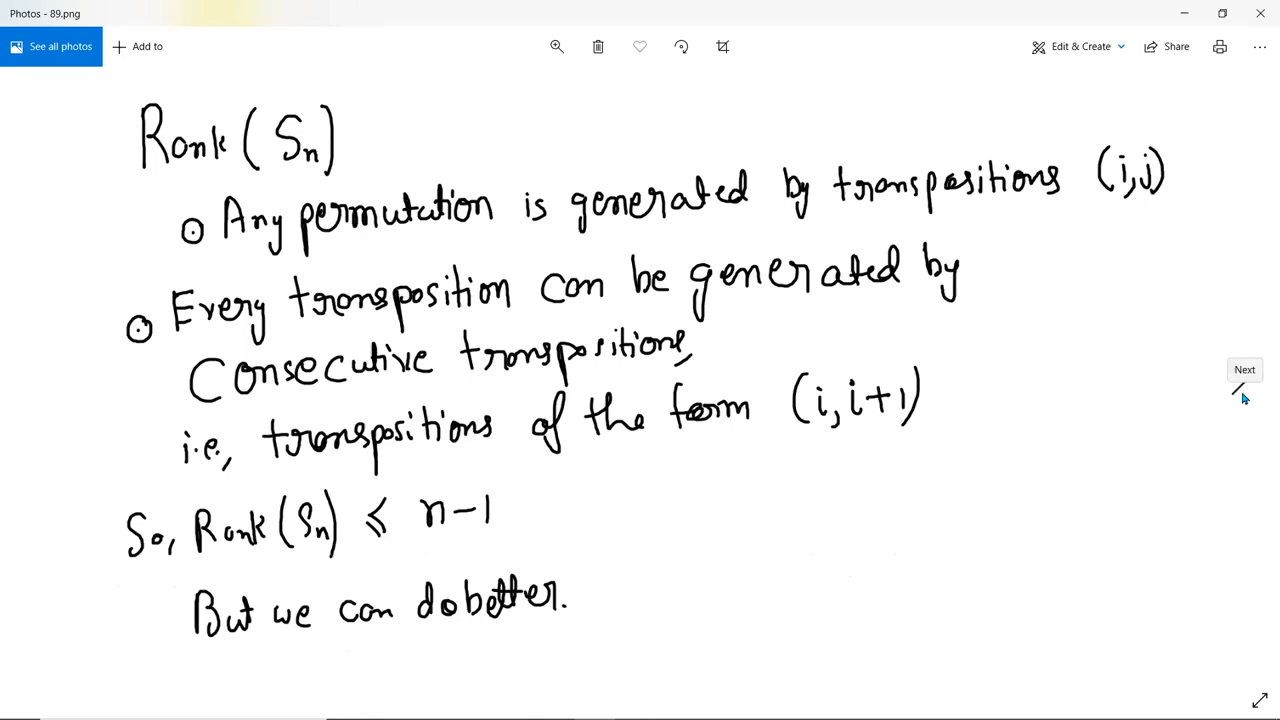 Photos - 89.png
See all photos
Add to
Edit & Create
Share
Rank (Sn)
⊙ Any permutation is generated by transpositions (i,j)
⊙ Every transposition can be generated by
Consecutive transpositions,
i.e., transpositions of the form (i, i+1)
Next
So, Rank (Sn) ⩽ n-1
But we can do better.